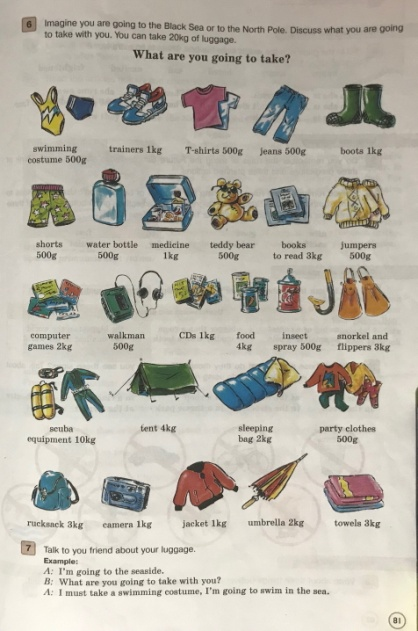 6 Imagine you are going to the Black Sea or to the North Pole. Discuss what you are going
to take with you. You can take 20kg of luggage.
What are you going to take?
swimming
costume 500g
trainers 1kg
T-shirts 500g
jeans 500g
boots 1kg
shorts
500g
water bottle
500g
medicine
1kg
teddy bear
500g
books
to read 3kg
jumpers
500g
computer
games 2kg
walkman
500g
CDs 1kg
food
4kg
insect
spray 500g
snorkel and
flippers 3kg
scuba
equipment 10kg
tent 4kg
sleeping
bag 2kg
party clothes
500g
rucksack 3kg
camera 1kg
jacket 1kg
umbrella 2kg
towels 3kg
7 Talk to you friend about your luggage.
Example:
A: I'm going to the seaside.
B: What are you going to take with you?
A: I must take a swimming costume, I'm going to swim in the sea.
81